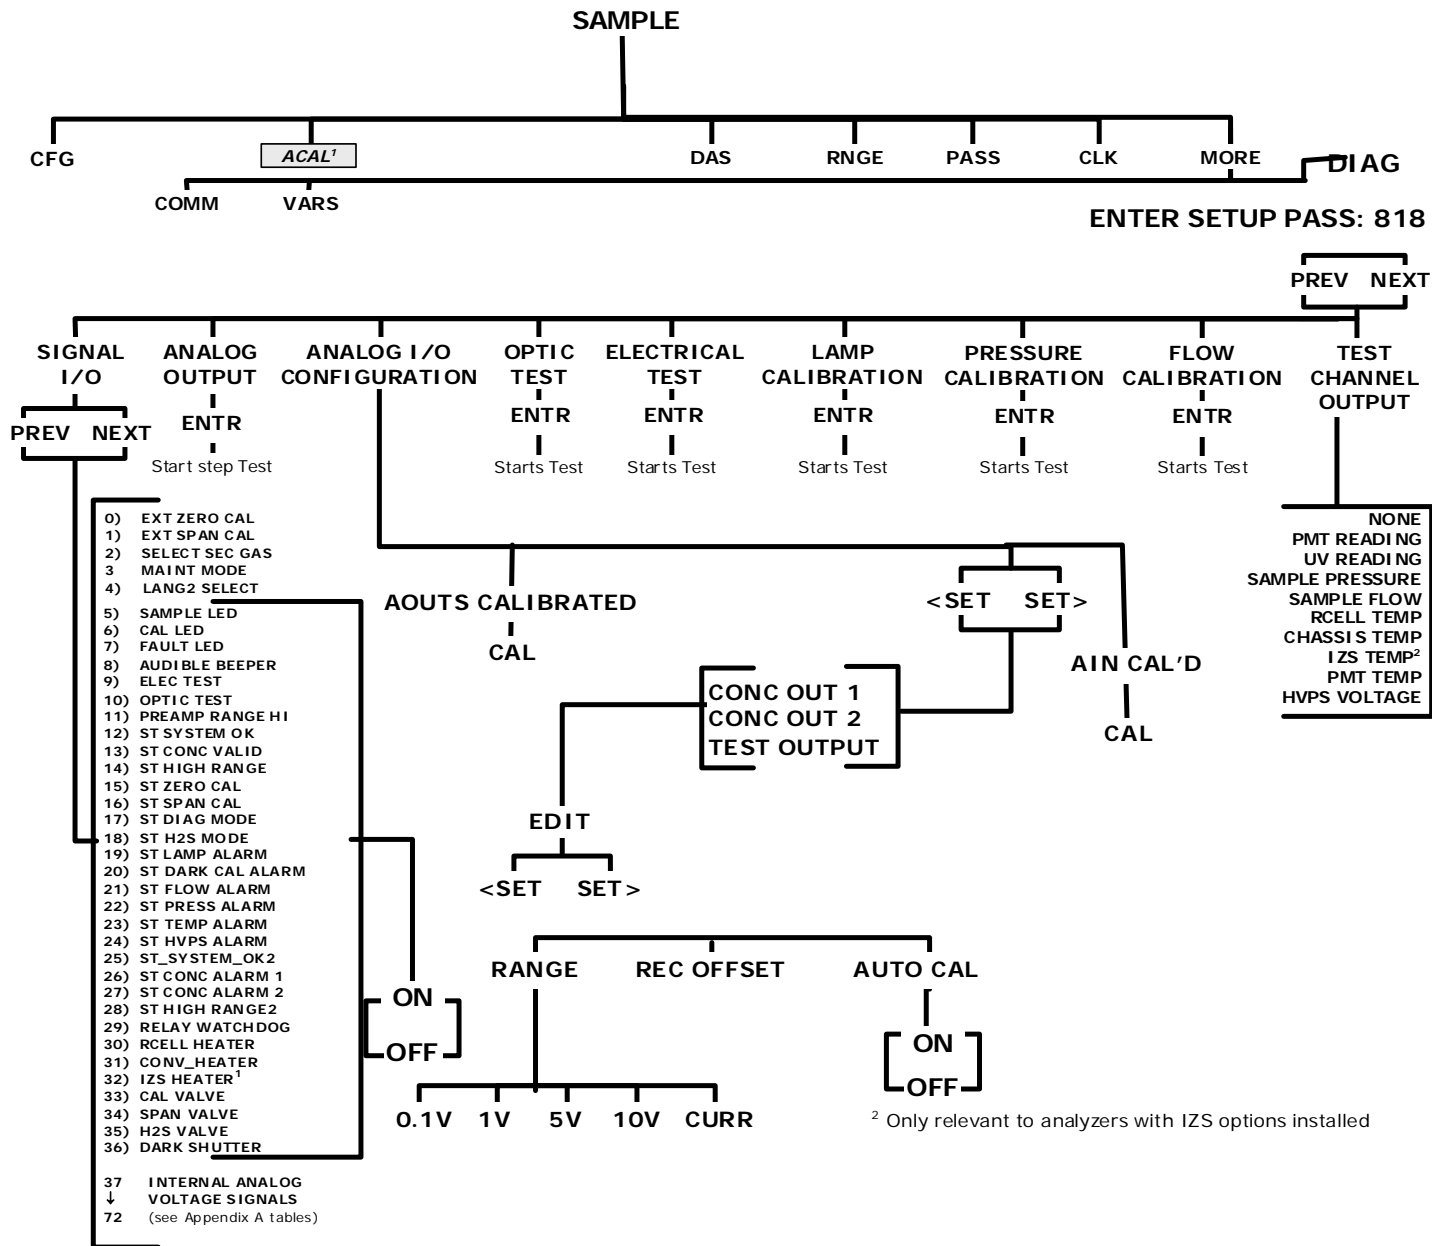 SAMPLE
CFG
ACAL¹
DAS
RNGE
PASS
CLK
MORE
DIAG
COMM
VARS
ENTER SETUP PASS: 818
PREV NEXT
SIGNAL
I/O
PREV NEXT
ANALOG
OUTPUT
ENTR
Start step Test
ANALOG I/O
CONFIGURATION
OPTIC
TEST
ENTR
Starts Test
ELECTRICAL
TEST
ENTR
Starts Test
LAMP
CALIBRATION
ENTR
Starts Test
PRESSURE
CALIBRATION
ENTR
Starts Test
FLOW
CALIBRATION
ENTR
Starts Test
TEST
CHANNEL
OUTPUT
0) EXT ZERO CAL
1) EXT SPAN CAL
2) SELECT SEC GAS
3 MAINT MODE
4) LANG2 SELECT
5) SAMPLE LED
6) CAL LED
7) FAULT LED
8) AUDIBLE BEEPER
9) ELEC TEST
10) OPTIC TEST
11) PREAMP RANGE HI
12) ST SYSTEM OK
13) ST CONC VALID
14) ST HIGH RANGE
15) ST ZERO CAL
16) ST SPAN CAL
17) ST DIAG MODE
18) ST H2S MODE
19) ST LAMP ALARM
20) ST DARK CAL ALARM
21) ST FLOW ALARM
22) ST PRESS ALARM
23) ST TEMP ALARM
24) ST HVPS ALARM
25) ST_SYSTEM_OK2
26) ST CONC ALARM 1
27) ST CONC ALARM 2
28) ST HIGH RANGE2
29) RELAY WATCHDOG
30) RCELL HEATER
31) CONV_HEATER
32) IZS HEATER¹
33) CAL VALVE
34) SPAN VALVE
35) H2S VALVE
36) DARK SHUTTER
37 INTERNAL ANALOG
↓ VOLTAGE SIGNALS
72 (see Appendix A tables)
ON
OFF
AOUTS CALIBRATED
CAL
<SET SET>
AIN CAL'D
CAL
CONC OUT 1
CONC OUT 2
TEST OUTPUT
EDIT
<SET SET>
RANGE
REC OFFSET
AUTO CAL
ON
OFF
0.1V 1V 5V 10V CURR
NONE
PMT READING
UV READING
SAMPLE PRESSURE
SAMPLE FLOW
RCELL TEMP
CHASSIS TEMP
IZS TEMP²
PMT TEMP
HVPS VOLTAGE
² Only relevant to analyzers with IZS options installed